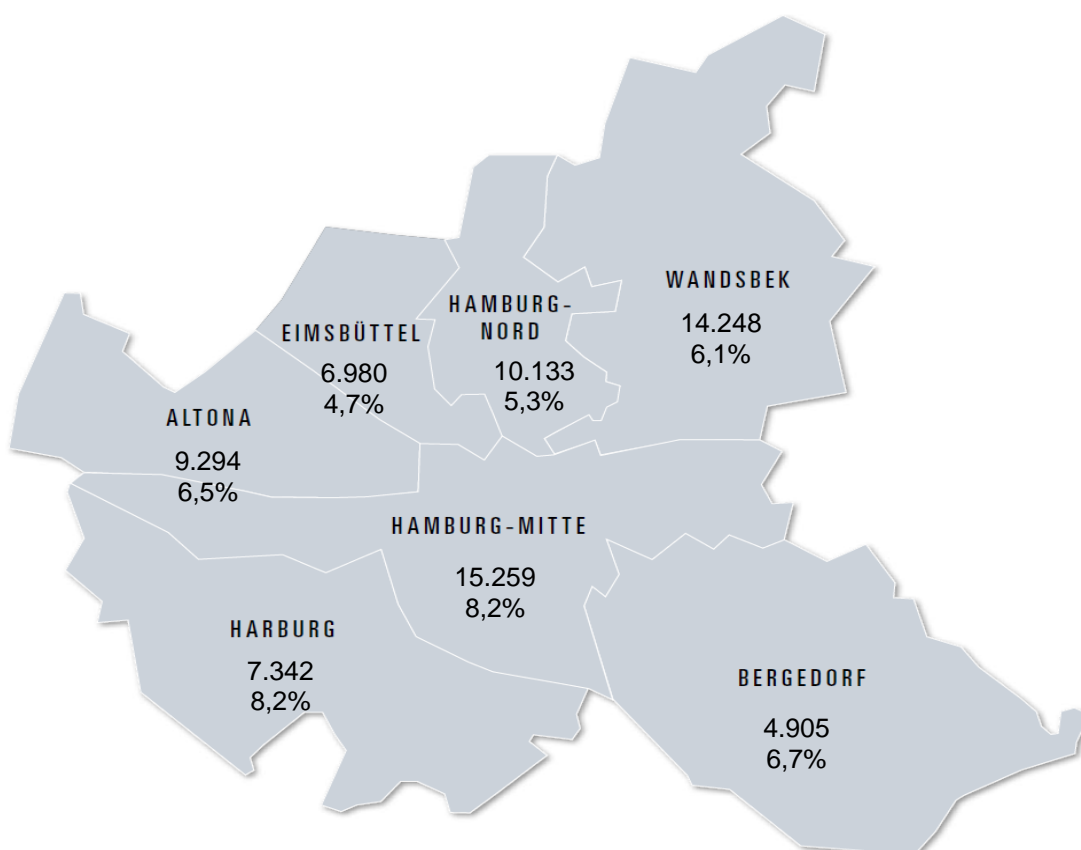 WANDSBEK
14.248
6,1%
HAMBURG-
NORD
10.133
5,3%
EIMSBÜTTEL
6.980
4,7%
ALTONA
9.294
6,5%
HAMBURG-MITTE
15.259
8,2%
HARBURG
7.342
8,2%
BERGEDORF
4.905
6,7%